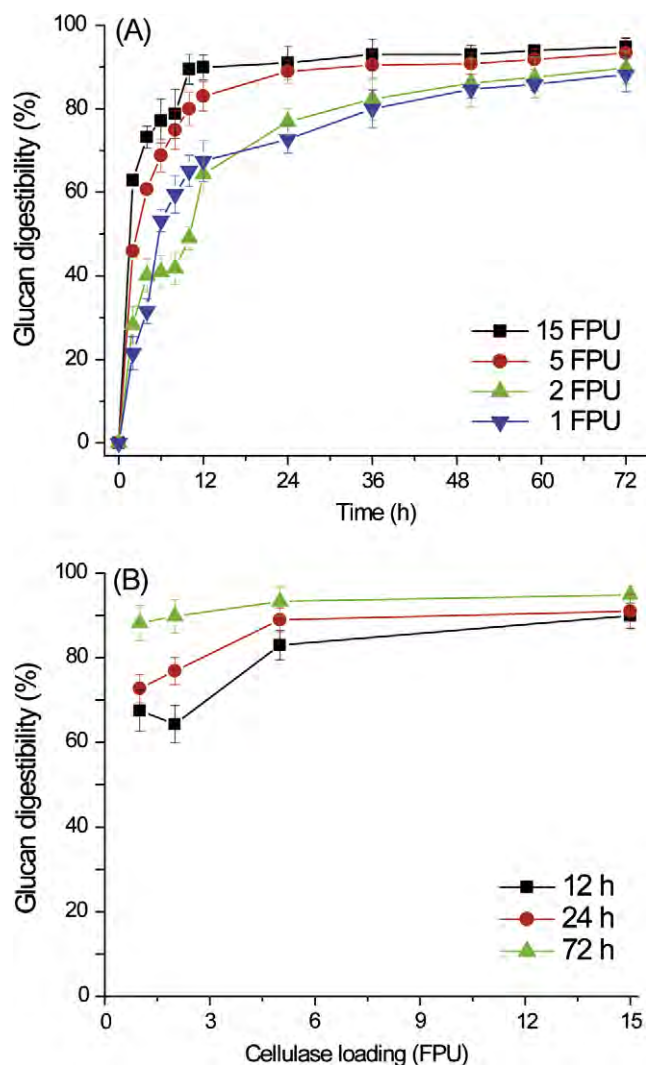 (A)
100
80
60
40
20
0
Glucan digestibility (%)
15 FPU
5 FPU
2 FPU
1 FPU
0 12 24 36 48 60 72
Time (h)
(B)
100
80
60
40
20
0
Glucan digestibility (%)
12 h
24 h
72 h
0 3 6 9 12 15
Cellulase loading (FPU)